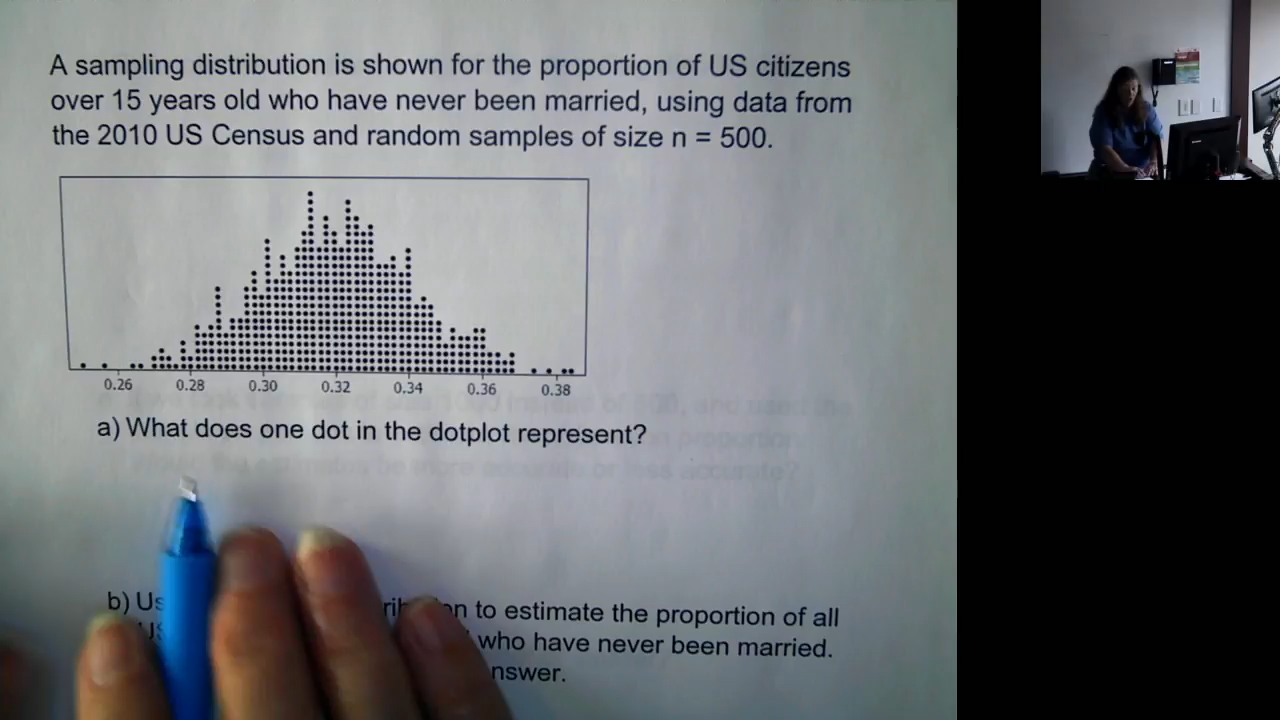 A sampling distribution is shown for the proportion of US citizens
over 15 years old who have never been married, using data from
the 2010 US Census and random samples of size n = 500.
0.26 0.28 0.30 0.32 0.34 0.36 0.38
a) What does one dot in the dotplot represent?
b) to estimate the proportion of all
who have never been married.